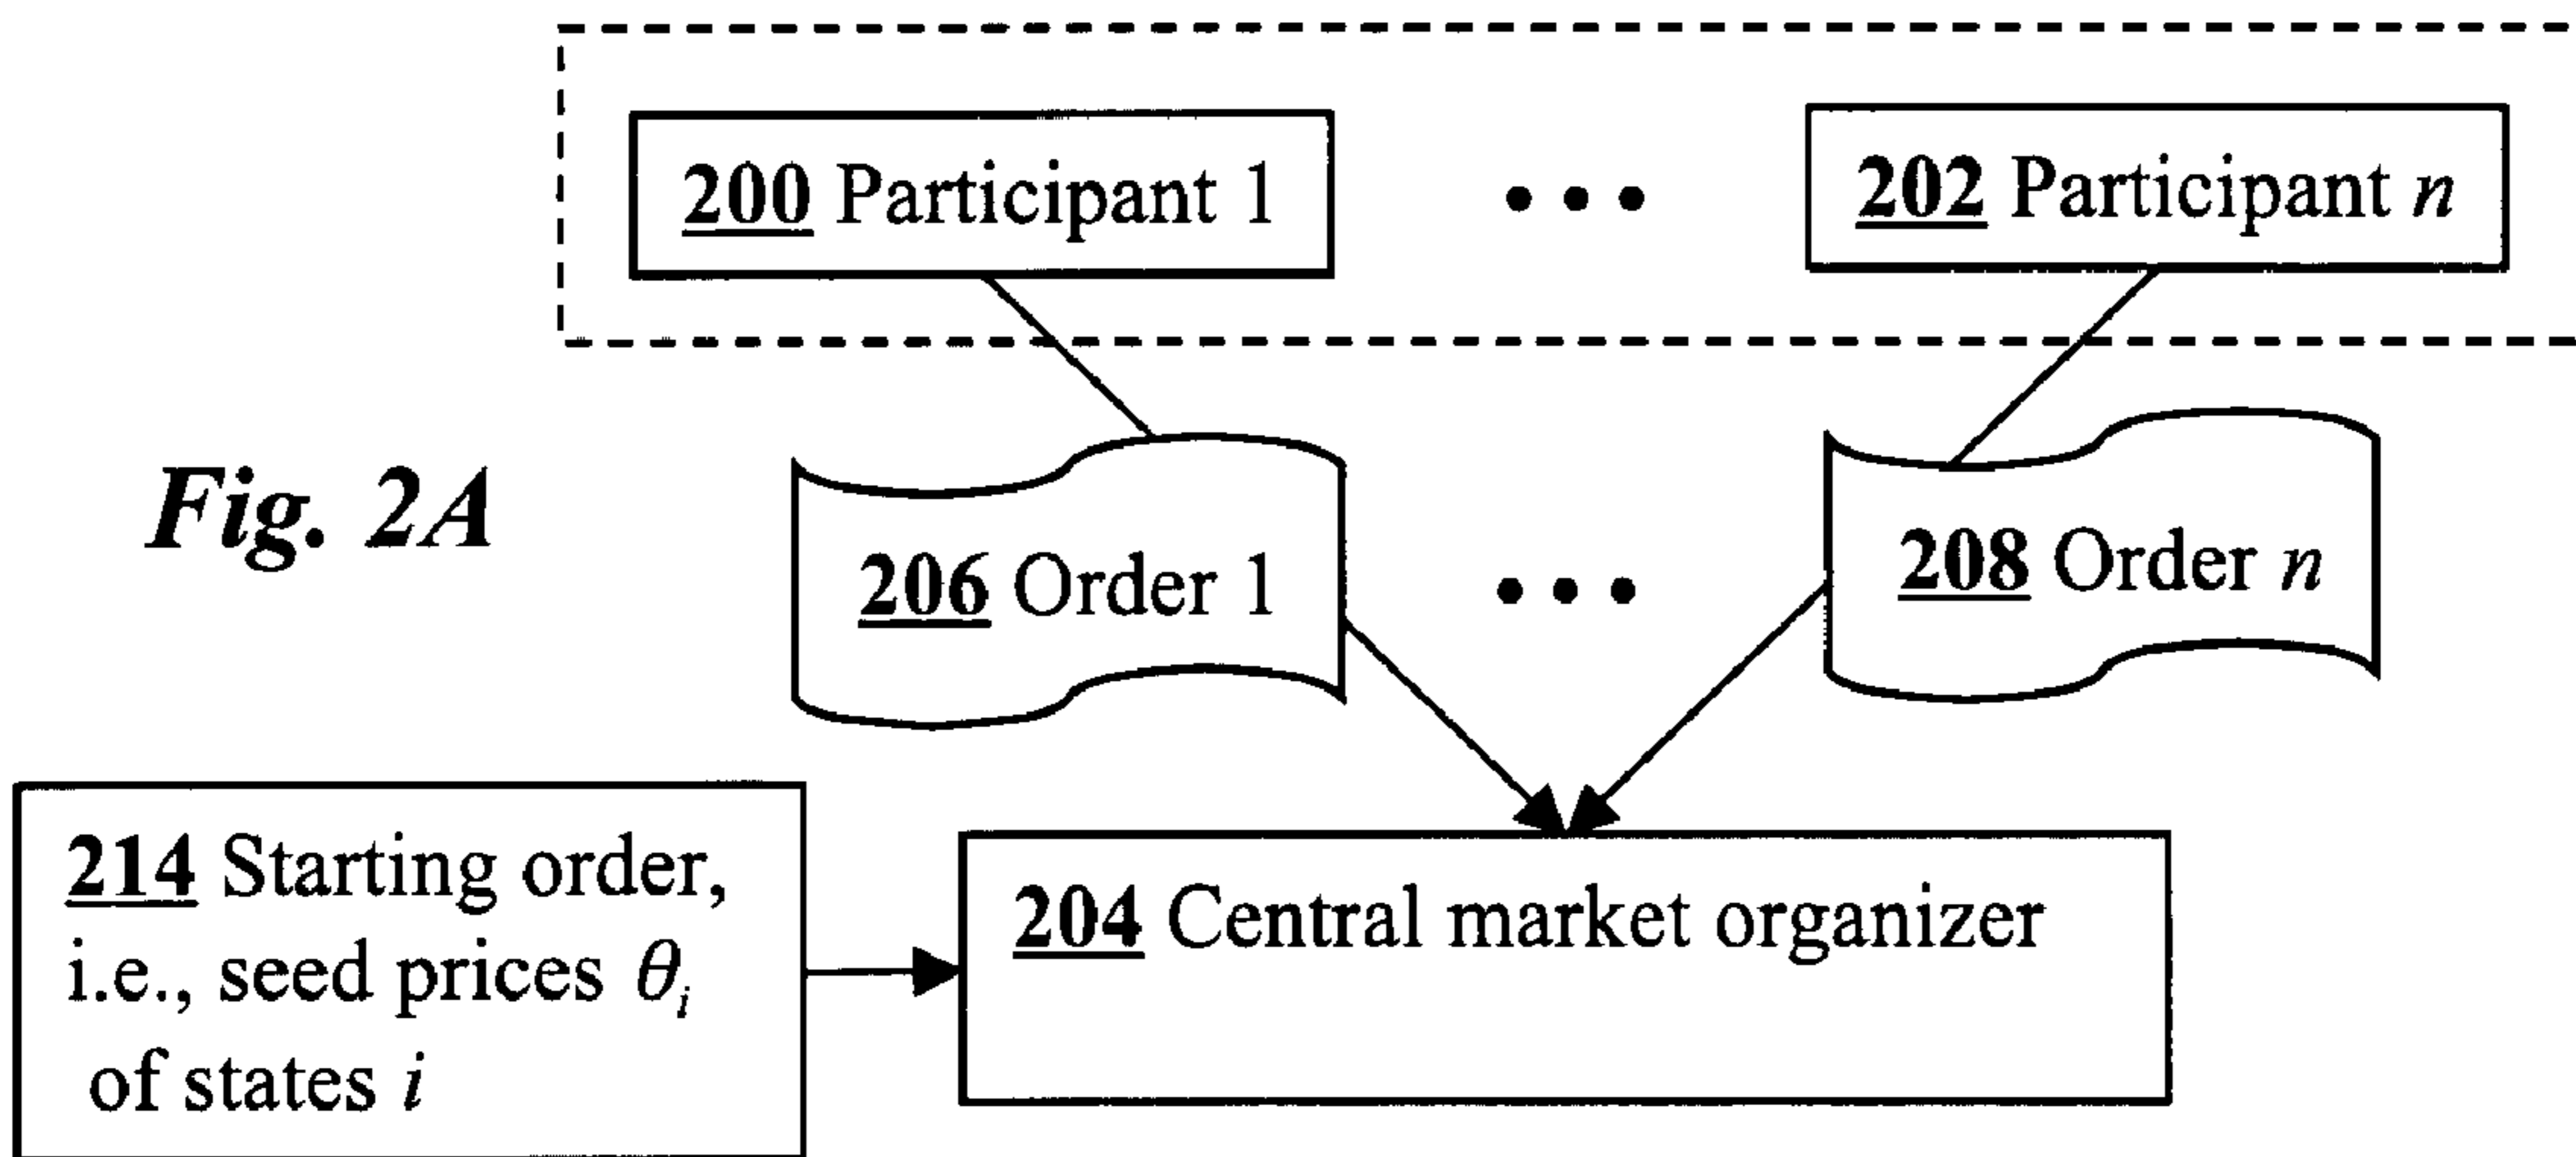 200 Participant 1
• • •
202 Participant n
Fig. 2A
206 Order 1
• • •
208 Order n
214 Starting order,
i.e., seed prices θᵢ
of states i
204 Central market organizer